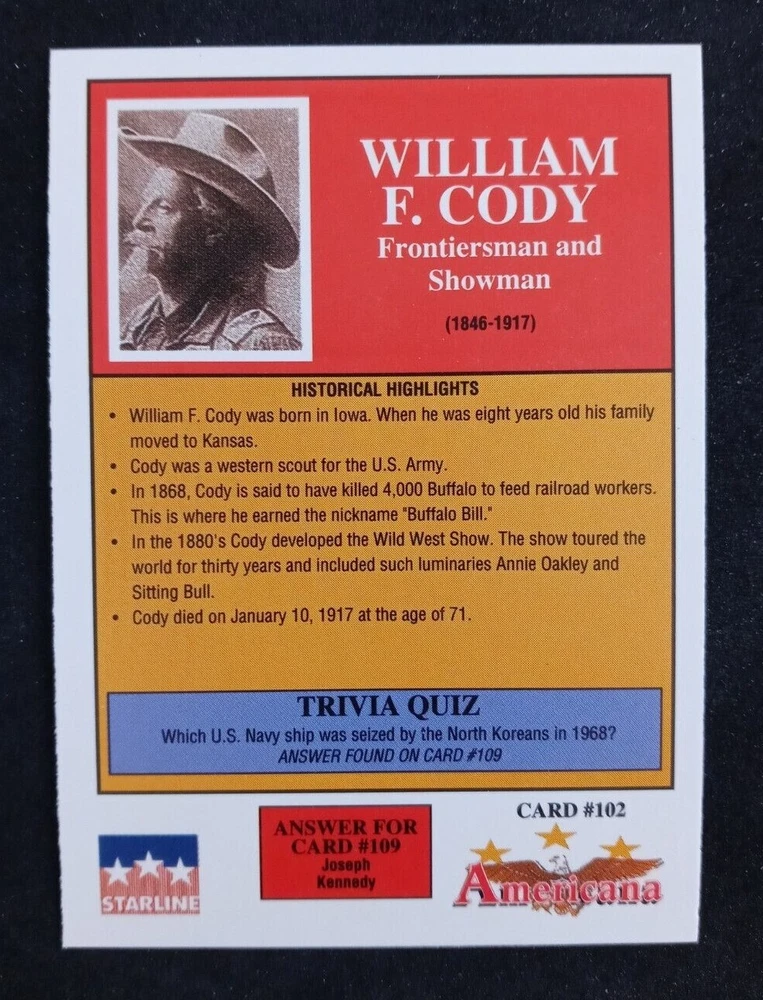 WILLIAM
F. CODY
Frontiersman and
Showman
(1846-1917)
HISTORICAL HIGHLIGHTS
• William F. Cody was born in Iowa. When he was eight years old his family
moved to Kansas.
• Cody was a western scout for the U.S. Army.
• In 1868, Cody is said to have killed 4,000 Buffalo to feed railroad workers.
This is where he earned the nickname "Buffalo Bill."
• In the 1880's Cody developed the Wild West Show. The show toured the
world for thirty years and included such luminaries Annie Oakley and
Sitting Bull.
• Cody died on January 10, 1917 at the age of 71.
TRIVIA QUIZ
Which U.S. Navy ship was seized by the North Koreans in 1968?
ANSWER FOUND ON CARD #109
STARLINE
ANSWER FOR
CARD #109
Joseph
Kennedy
CARD #102
Americana